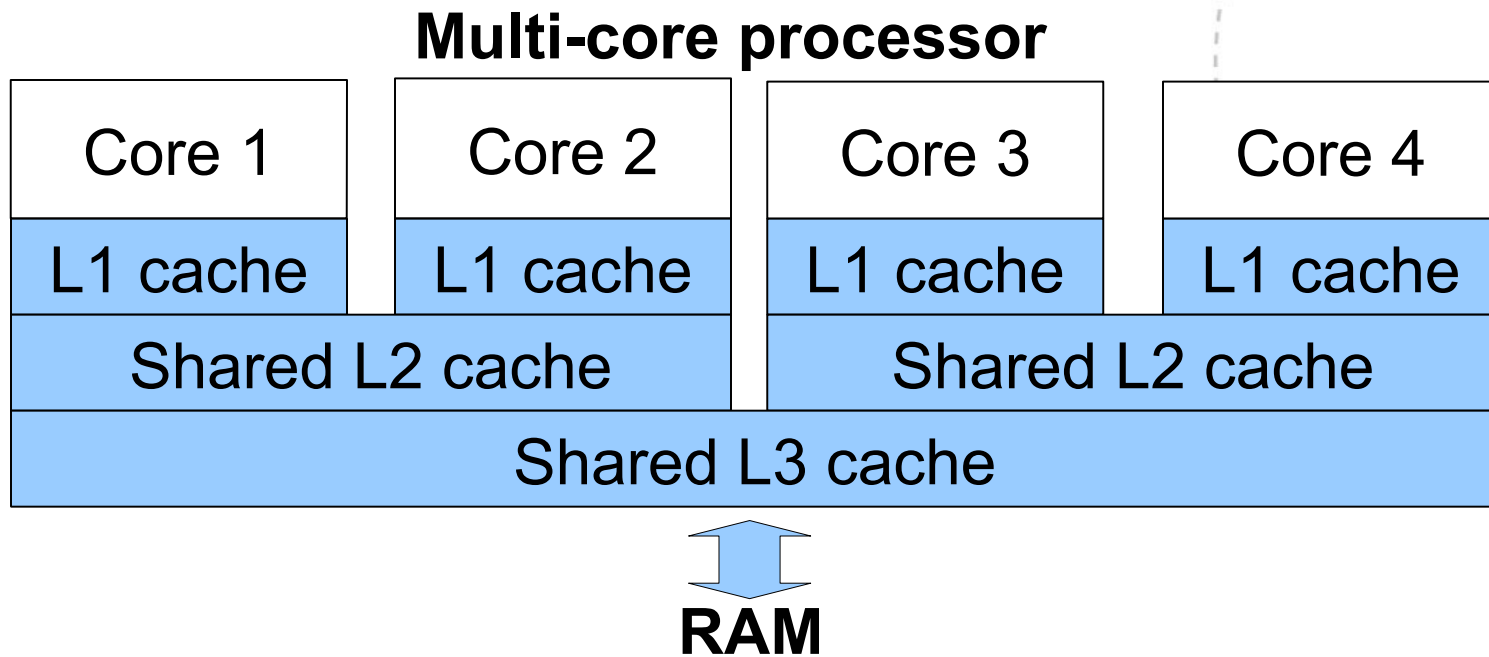 Multi-core processor
Core 1 Core 2 Core 3 Core 4
L1 cache L1 cache L1 cache L1 cache
Shared L2 cache Shared L2 cache
Shared L3 cache
RAM